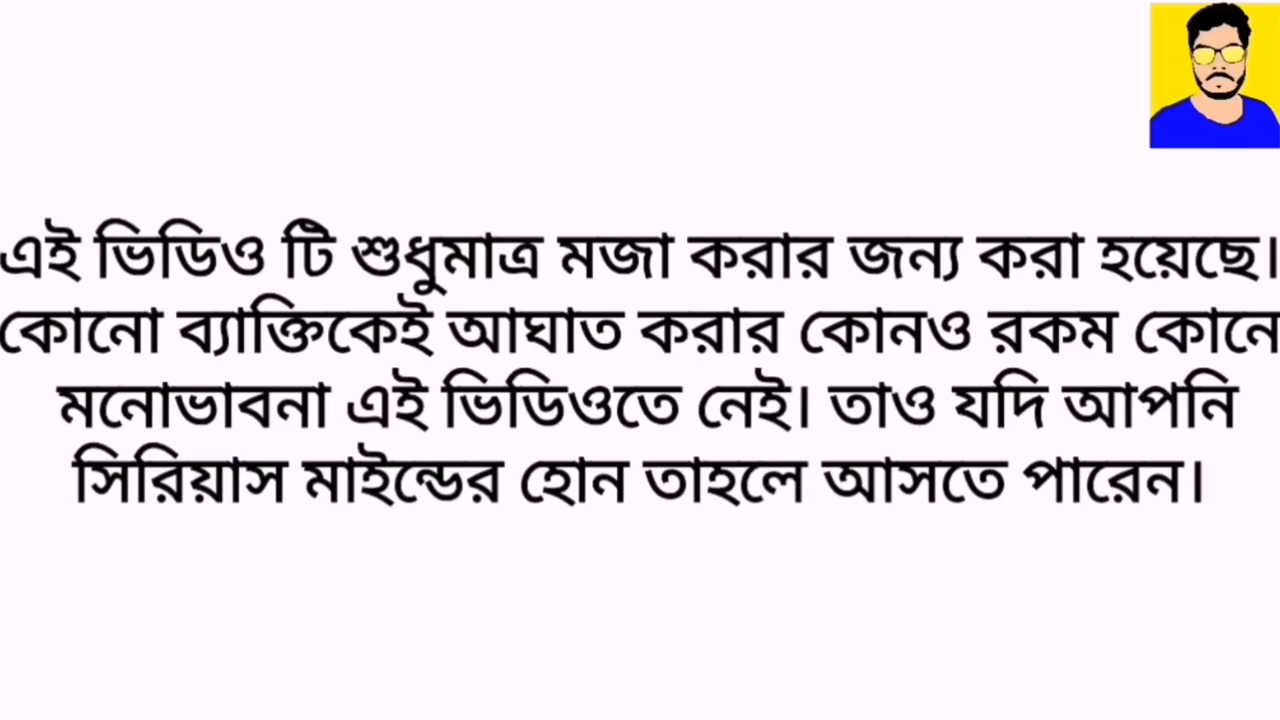 এই ভিডিও টি শুধুমাত্র মজা করার জন্য করা হয়েছে।
কোনো ব্যাক্তিকেই আঘাত করার কোনও রকম কোনে
মনোভাবনা এই ভিডিওতে নেই। তাও যদি আপনি
সিরিয়াস মাইন্ডের হোন তাহলে আসতে পারেন।